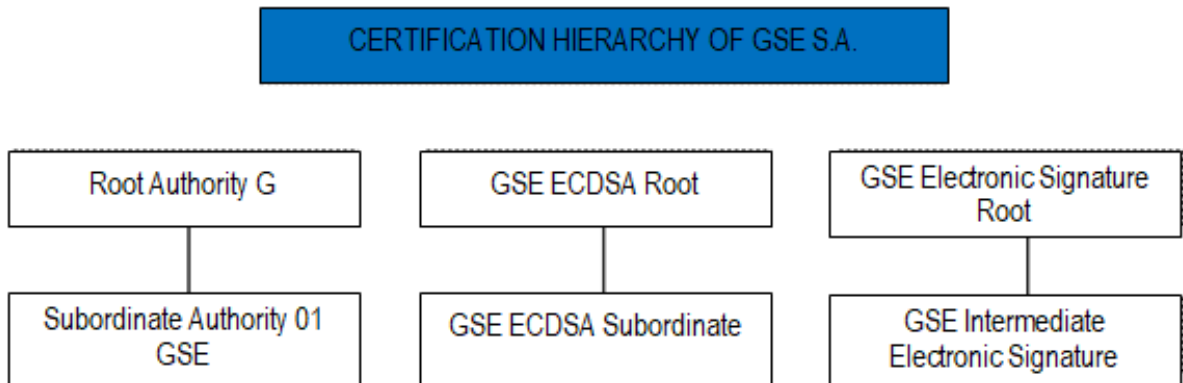 CERTIFICATION HIERARCHY OF GSE S.A.
Root Authority G
GSE ECDSA Root
GSE Electronic Signature
Root
Subordinate Authority 01
GSE
GSE ECDSA Subordinate
GSE Intermediate
Electronic Signature